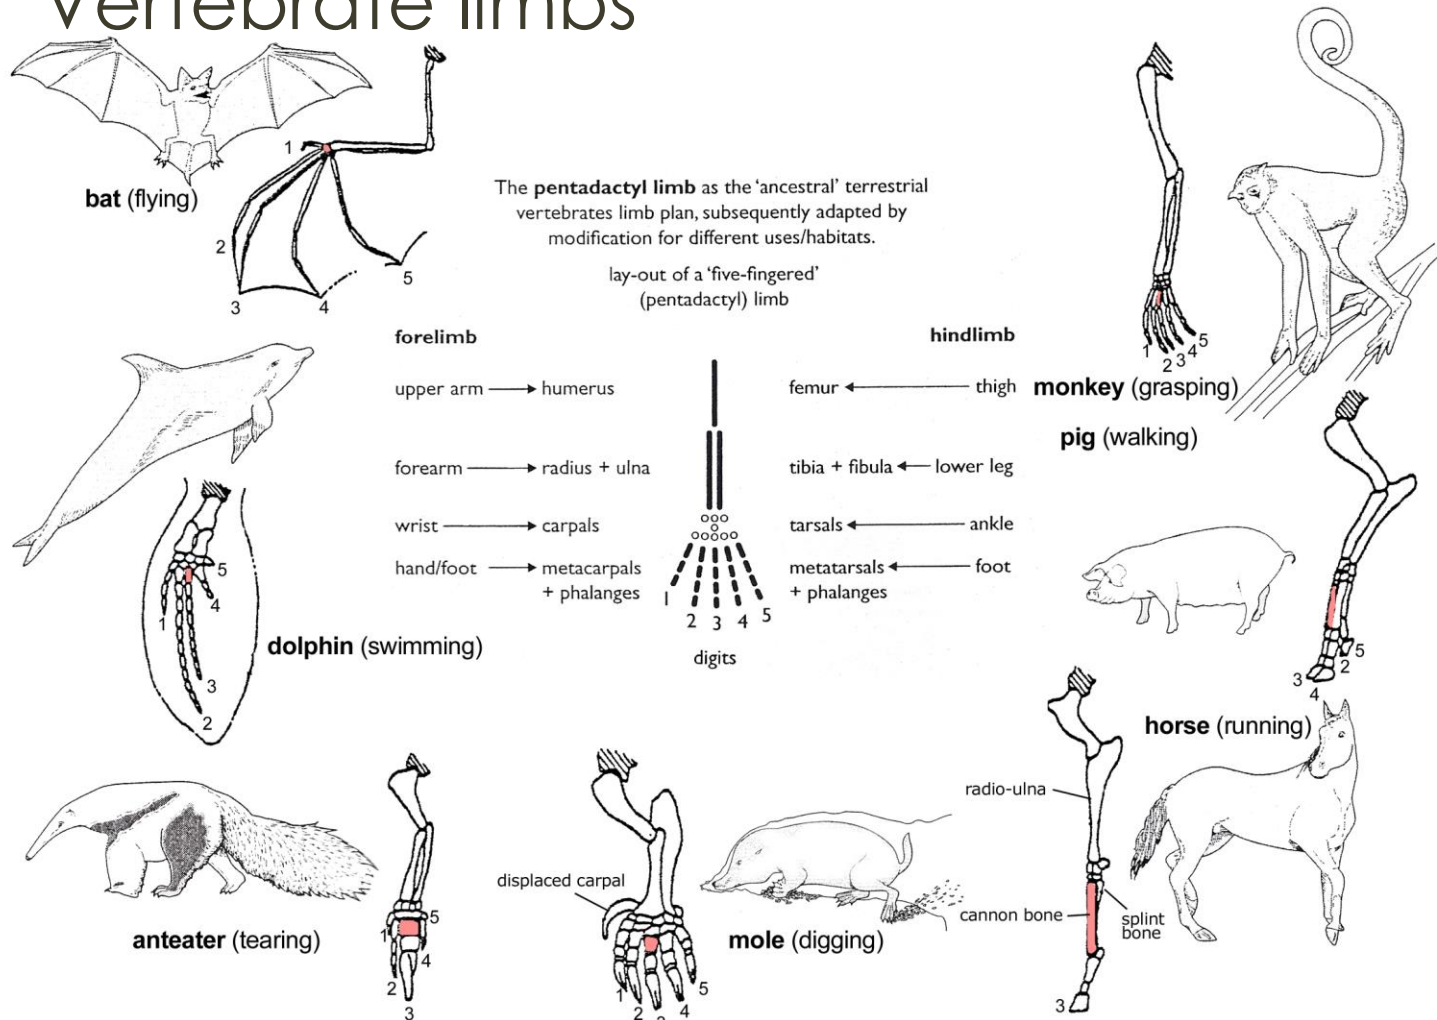 Vertebrate limbs
bat (flying)
1
2
3
4
5
The pentadactyl limb as the 'ancestral' terrestrial
vertebrates limb plan, subsequently adapted by
modification for different uses/habitats.
lay-out of a 'five-fingered'
(pentadactyl) limb
forelimb
hindlimb
upper arm humerus
femur thigh
forearm radius + ulna
tibia + fibula lower leg
wrist carpals
tarsals ankle
hand/foot metacarpals
+ phalanges
metatarsals foot
+ phalanges
1
2 3 4 5
digits
1
2 3 4 5
monkey (grasping)
pig (walking)
5
2
3
4
dolphin (swimming)
5
4
1
3
2
horse (running)
radio-ulna
cannon bone
splint
bone
3
anteater (tearing)
5
1
4
2
3
displaced carpal
mole (digging)
1
2
3
4
5